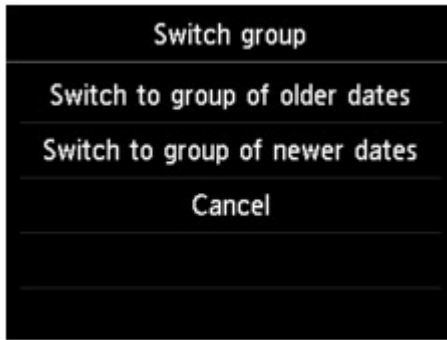 Switch group
Switch to group of older dates
Switch to group of newer dates
Cancel